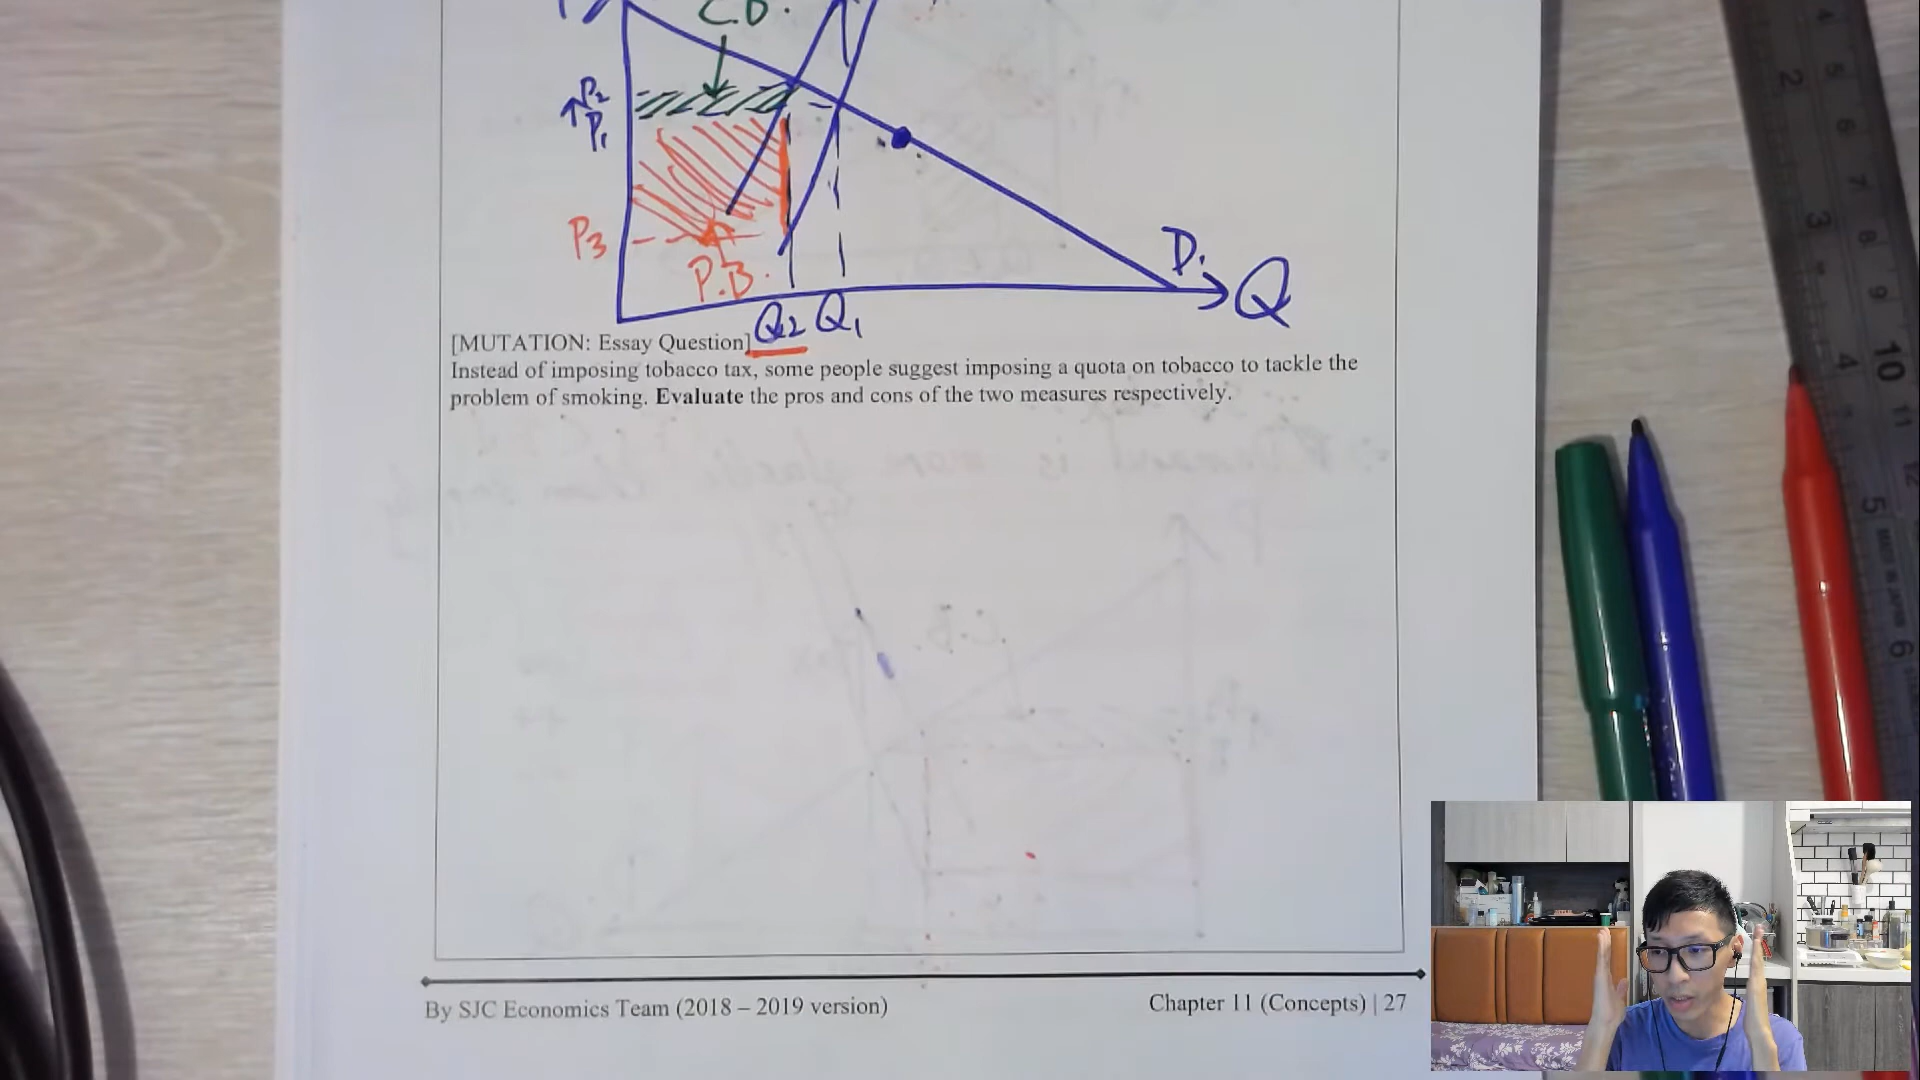 C.B.
P2
P1
P3
P.B.
D.
Q
Q2 Q1
[MUTATION: Essay Question]
Instead of imposing tobacco tax, some people suggest imposing a quota on tobacco to tackle the
problem of smoking. Evaluate the pros and cons of the two measures respectively.
By SJC Economics Team (2018 – 2019 version)
Chapter 11 (Concepts) | 27